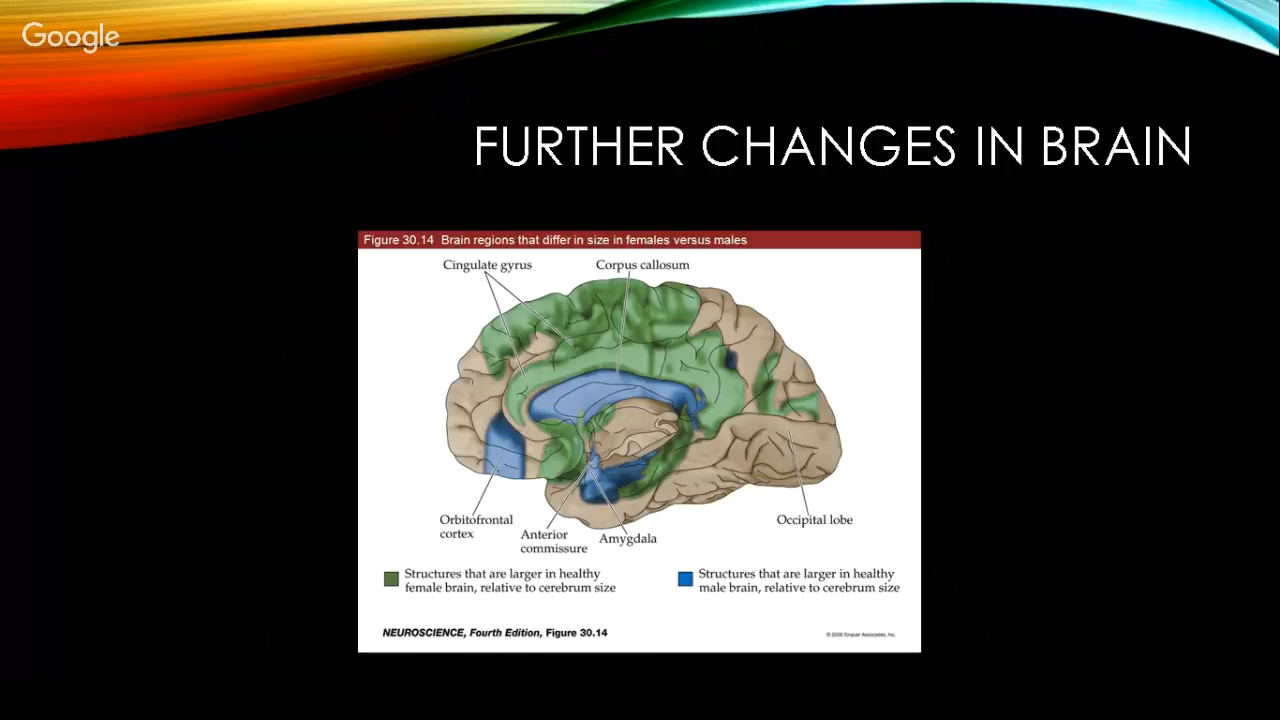 Google
FURTHER CHANGES IN BRAIN
Figure 30.14 Brain regions that differ in size in females versus males
Cingulate gyrus
Corpus callosum
Orbitofrontal
cortex
Anterior
commissure
Amygdala
Occipital lobe
Structures that are larger in healthy
female brain, relative to cerebrum size
Structures that are larger in healthy
male brain, relative to cerebrum size
NEUROSCIENCE, Fourth Edition, Figure 30.14
© 2008 Sinauer Associates, Inc.